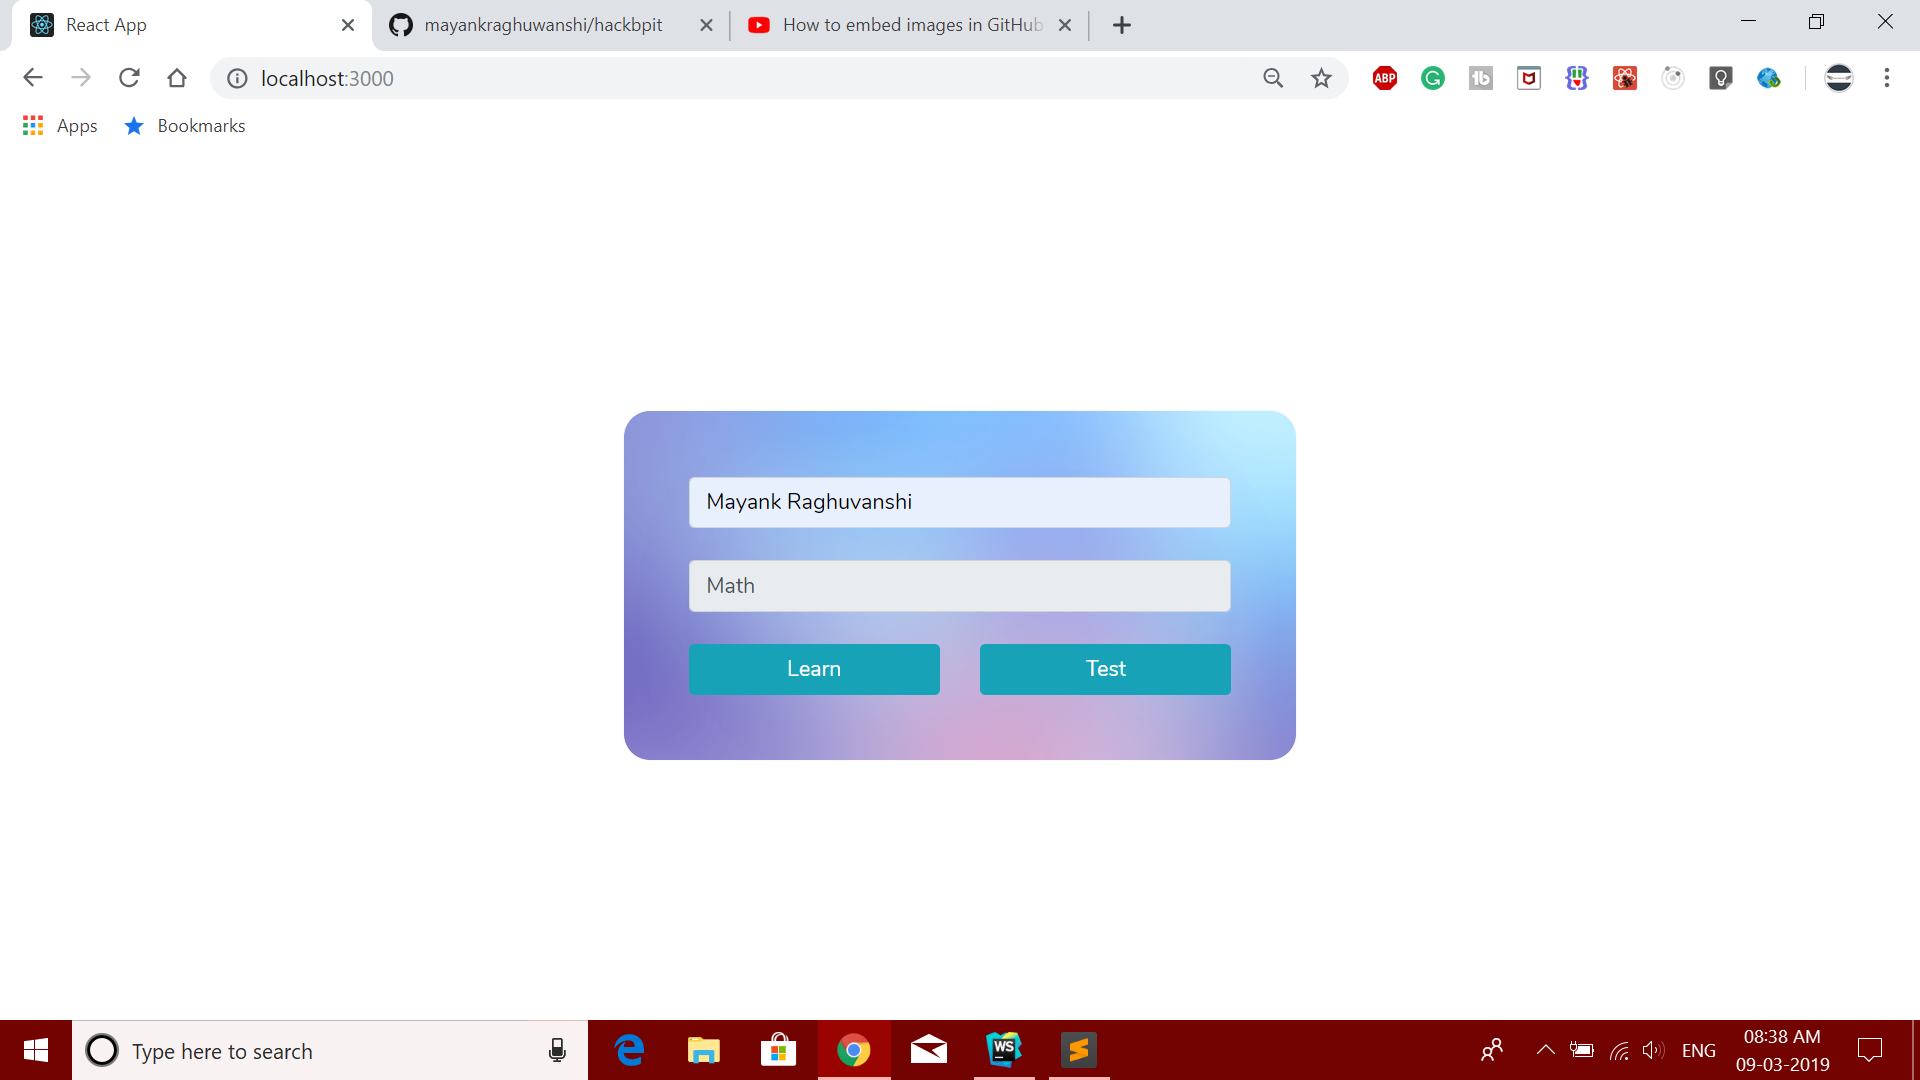 React App
mayankraghuwanshi/hackbpit
How to embed images in GitHub
localhost:3000
ABP
Apps
Bookmarks
Mayank Raghuvanshi
Math
Learn
Test
Type here to search
WS
ENG
08:38 AM
09-03-2019